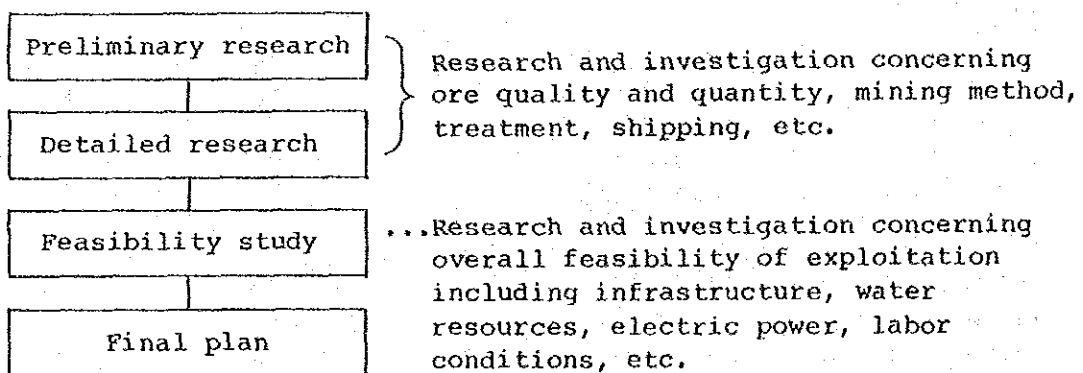 Preliminary research
Detailed research
Research and investigation concerning
ore quality and quantity, mining method,
treatment, shipping, etc.
Feasibility study
Final plan
...Research and investigation concerning
overall feasibility of exploitation
including infrastructure, water
resources, electric power, labor
conditions, etc.